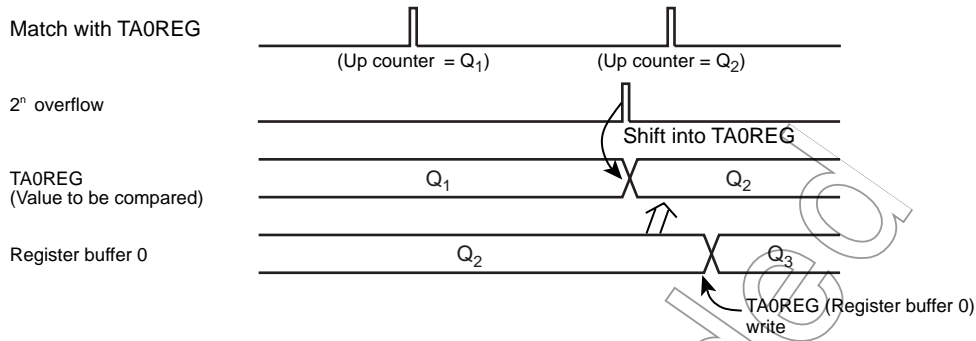 Match with TA0REG
(Up counter = Q1)
(Up counter = Q2)
2n overflow
Shift into TA0REG
TA0REG
(Value to be compared)
Q1
Q2
Register buffer 0
Q2
Q3
TA0REG (Register buffer 0)
write